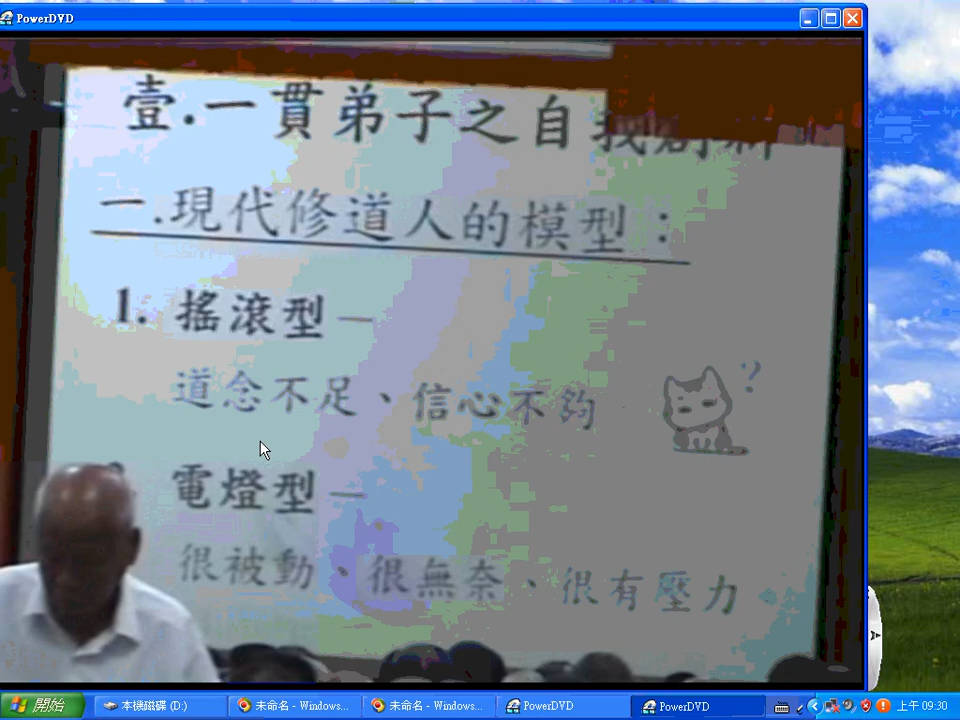 PowerDVD
壹.一貫弟子之自我創新
一.現代修道人的模型：
1. 搖滾型—
道念不足、信心不夠
?
電燈型—
很被動、很無奈、很有壓力
開始
本機磁碟 (D:)
未命名 - Windows...
未命名 - Windows...
PowerDVD
PowerDVD
上午 09:30